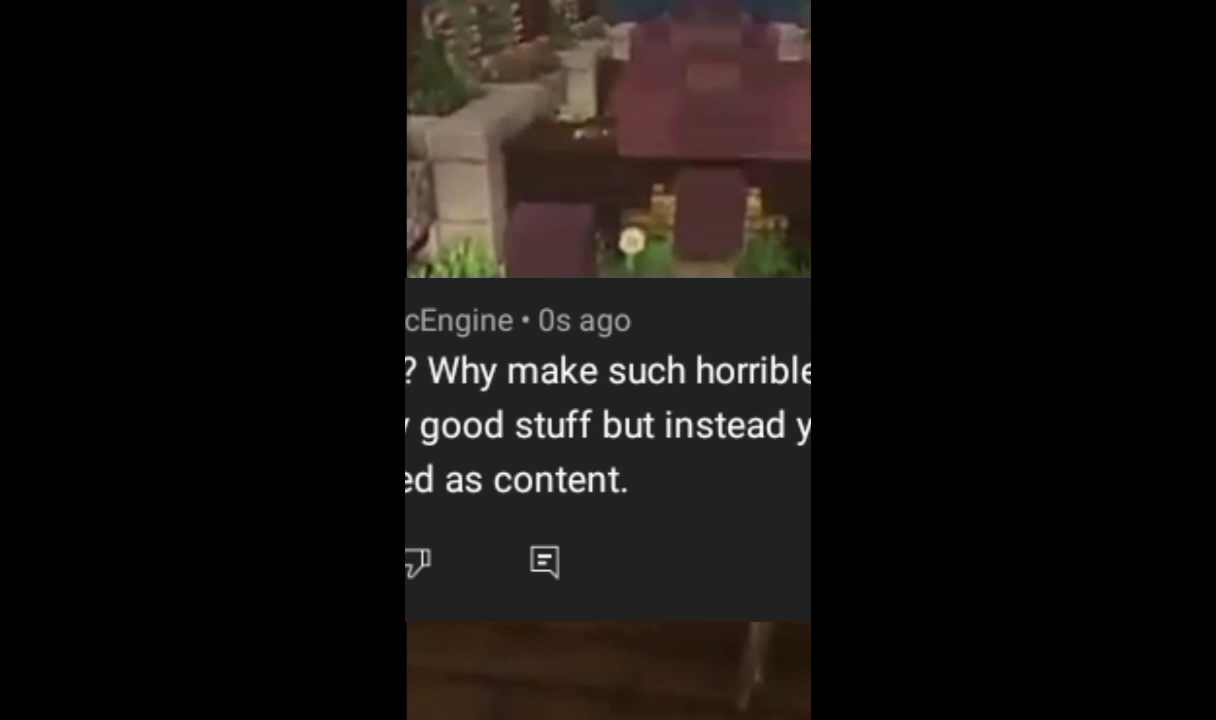 cEngine • 0s ago
? Why make such horrible
good stuff but instead y
ed as content.